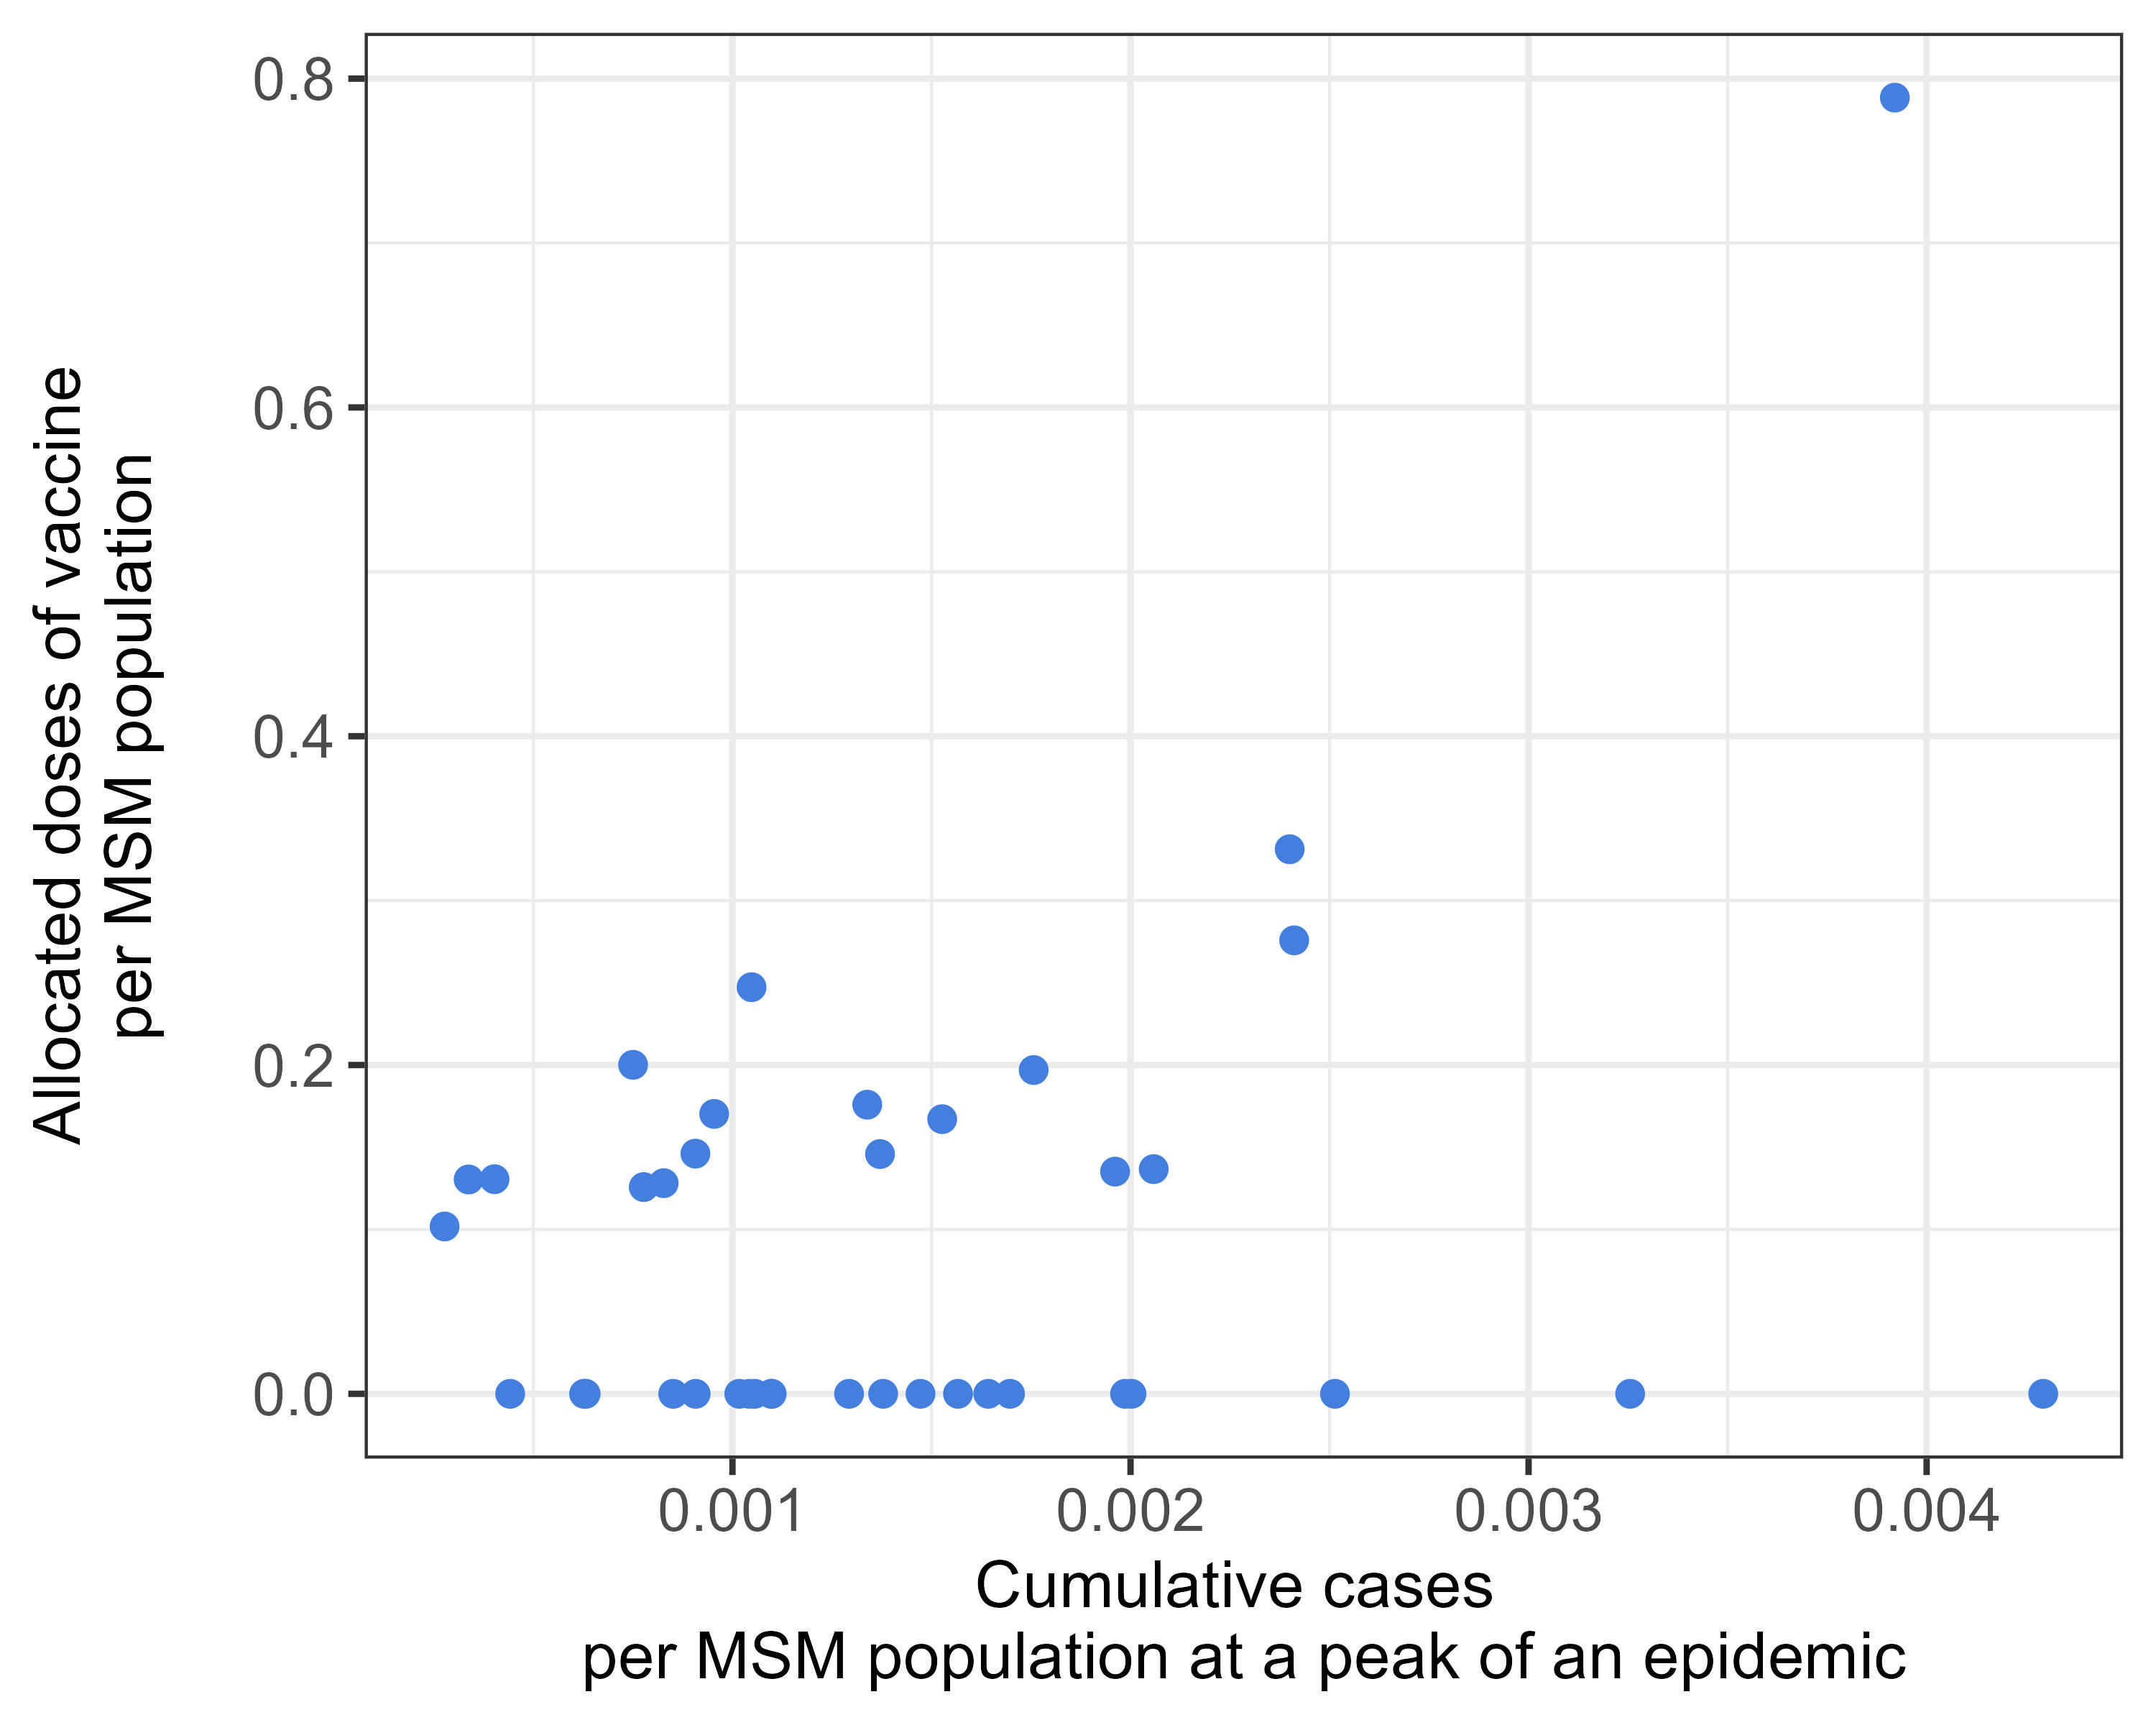 Allocated doses of vaccine
per MSM population
0.8
0.6
0.4
0.2
0.0
0.001
0.002
0.003
0.004
Cumulative cases
per MSM population at a peak of an epidemic